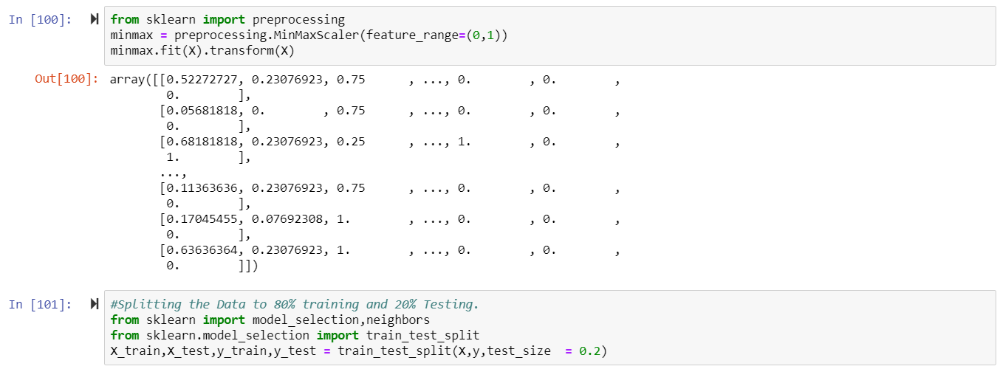 In [100]: from sklearn import preprocessing
minmax = preprocessing.MinMaxScaler(feature_range=(0,1))
minmax.fit(X).transform(X)
Out[100]: array([[0.52272727, 0.23076923, 0.75      , ..., 0.        , 0.        ,
        0.        ],
       [0.05681818, 0.        , 0.75      , ..., 0.        , 0.        ,
        0.        ],
       [0.68181818, 0.23076923, 0.25      , ..., 1.        , 0.        ,
        1.        ],
       ...,
       [0.11363636, 0.23076923, 0.75      , ..., 0.        , 0.        ,
        0.        ],
       [0.17045455, 0.07692308, 1.        , ..., 0.        , 0.        ,
        0.        ],
       [0.63636364, 0.23076923, 1.        , ..., 0.        , 0.        ,
        0.        ]])
In [101]: #Splitting the Data to 80% training and 20% Testing.
from sklearn import model_selection,neighbors
from sklearn.model_selection import train_test_split
X_train,X_test,y_train,y_test = train_test_split(X,y,test_size  = 0.2)